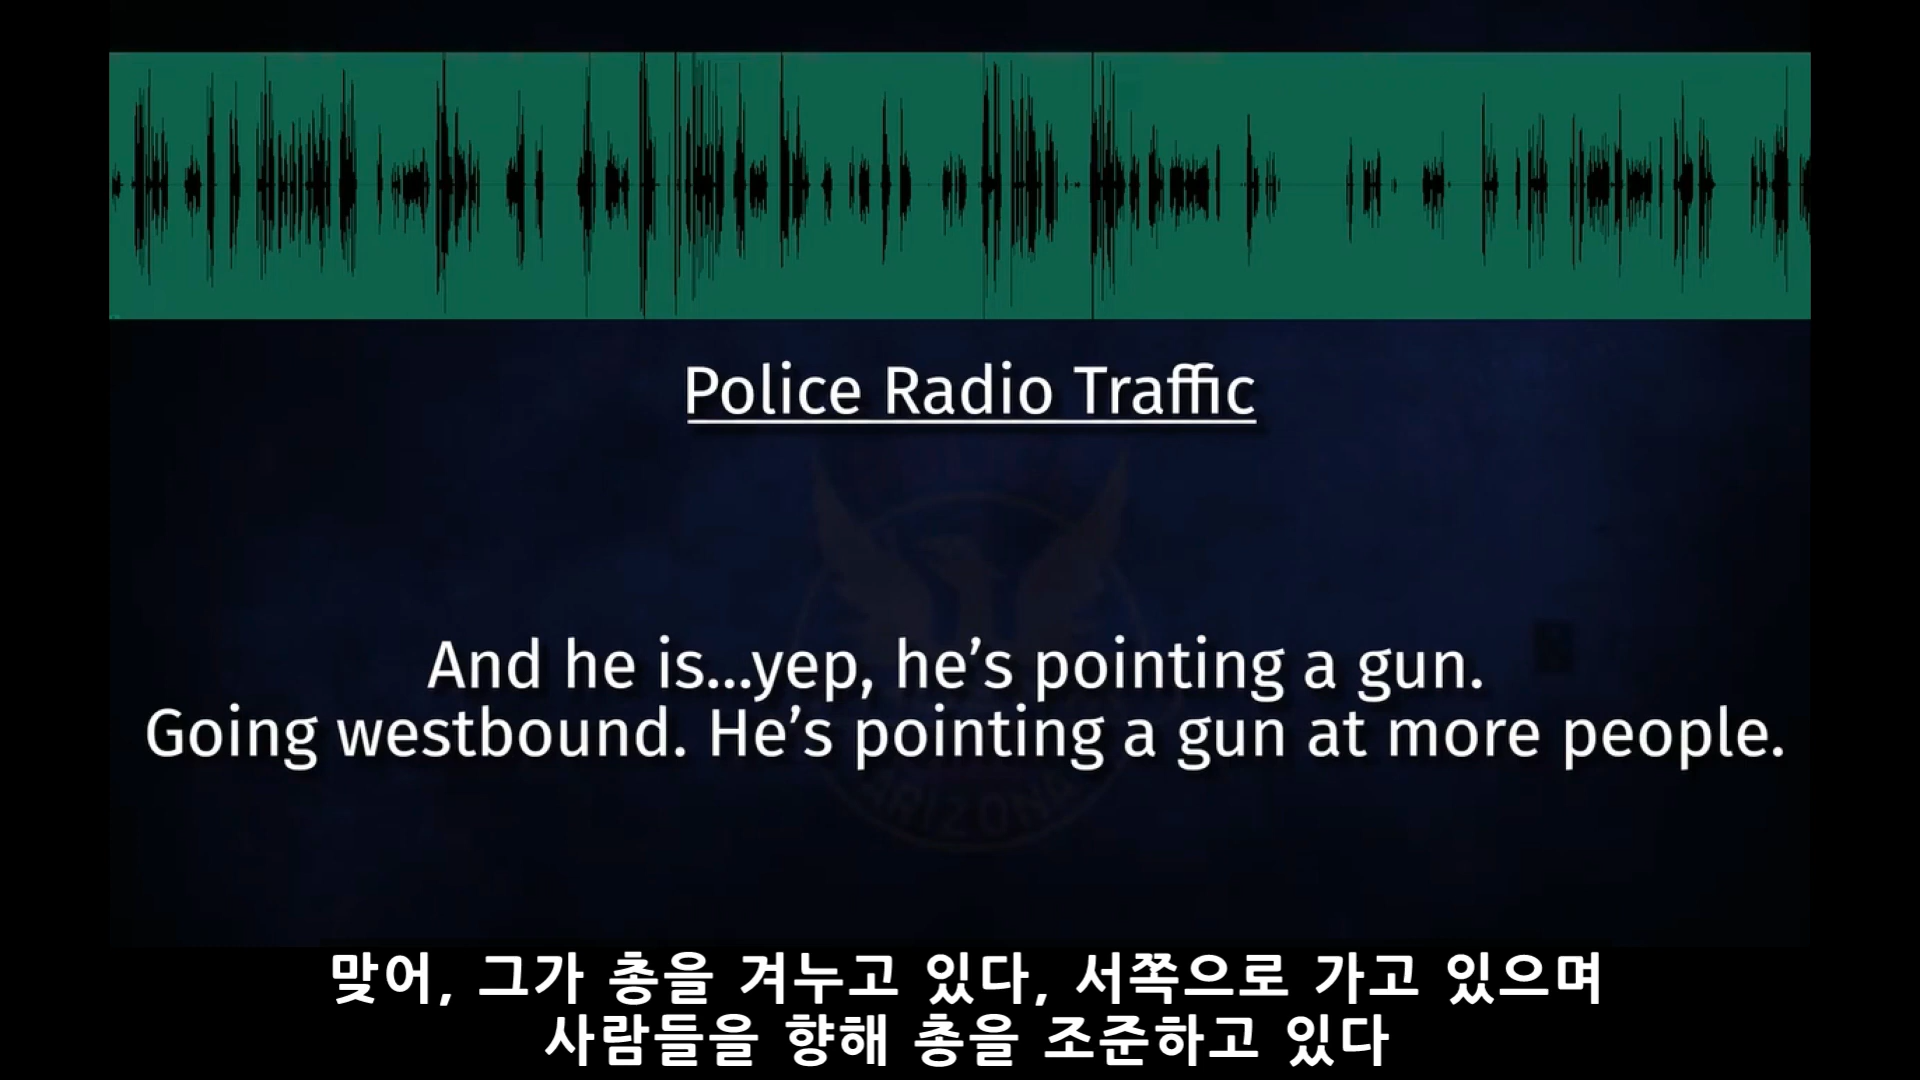 Police Radio Traffic
And he is...yep, he's pointing a gun.
Going westbound. He's pointing a gun at more people.
ARIZONA
맞어, 그가 총을 겨누고 있다, 서쪽으로 가고 있으며
사람들을 향해 총을 조준하고 있다